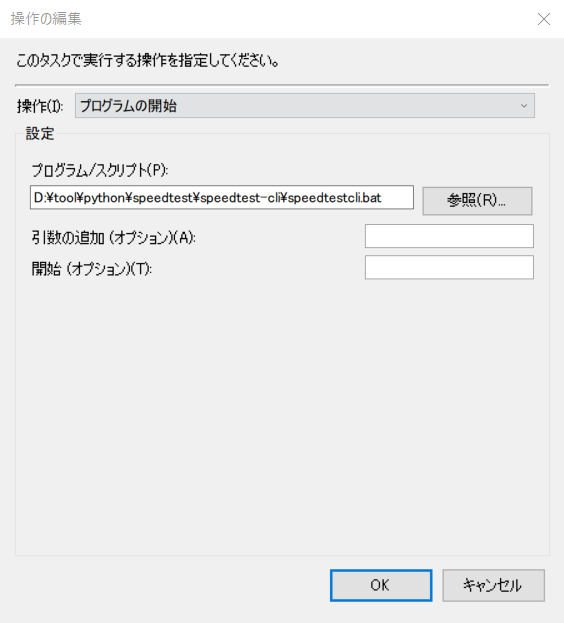 操作の編集
このタスクで実行する操作を指定してください。
操作(I): プログラムの開始
設定
プログラム/スクリプト(P):
D:¥tool¥python¥speedtest¥speedtest-cli¥speedtestcli.bat 参照(R)...
引数の追加 (オプション)(A):
開始 (オプション)(T):
OK キャンセル